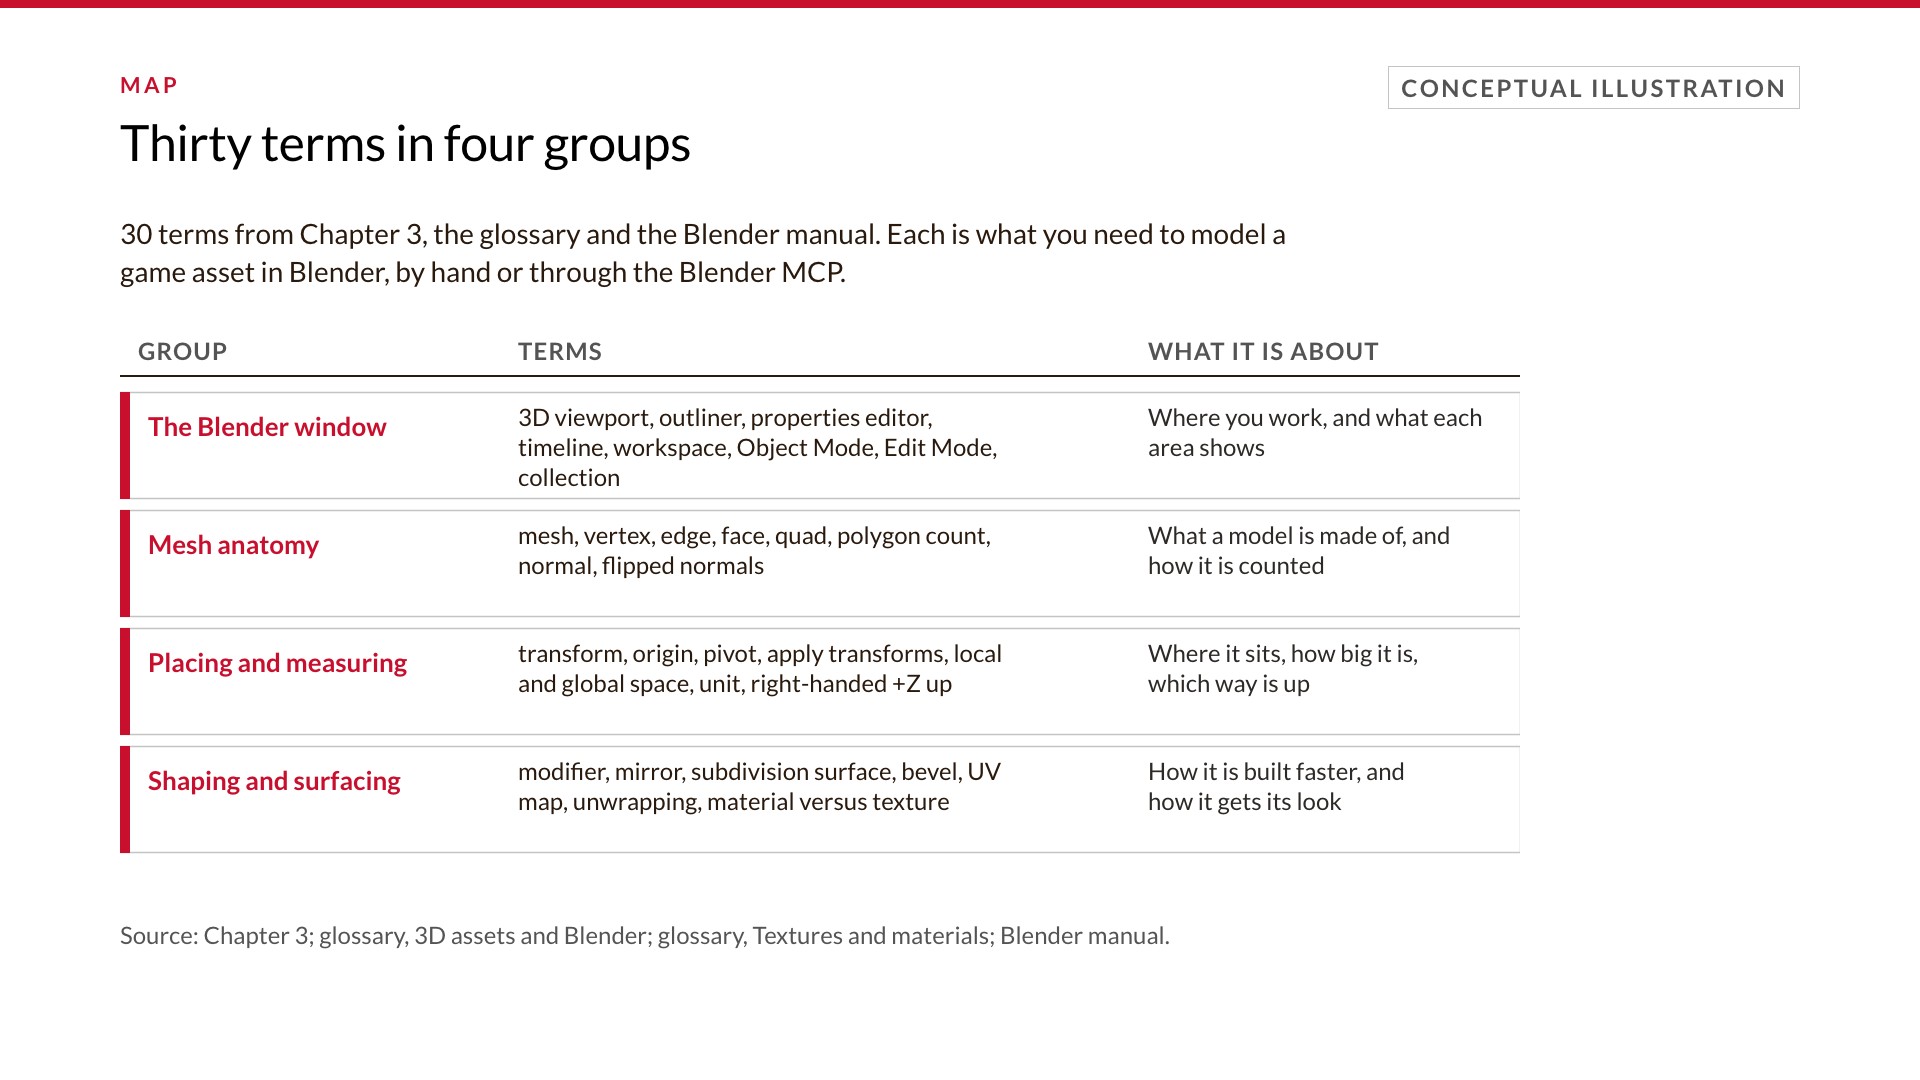 MAP
CONCEPTUAL ILLUSTRATION
Thirty terms in four groups
30 terms from Chapter 3, the glossary and the Blender manual. Each is what you need to model a
game asset in Blender, by hand or through the Blender MCP.
GROUP
TERMS
WHAT IT IS ABOUT
The Blender window
3D viewport, outliner, properties editor,
timeline, workspace, Object Mode, Edit Mode,
collection
Where you work, and what each
area shows
Mesh anatomy
mesh, vertex, edge, face, quad, polygon count,
normal, flipped normals
What a model is made of, and
how it is counted
Placing and measuring
transform, origin, pivot, apply transforms, local
and global space, unit, right-handed +Z up
Where it sits, how big it is,
which way is up
Shaping and surfacing
modifier, mirror, subdivision surface, bevel, UV
map, unwrapping, material versus texture
How it is built faster, and
how it gets its look
Source: Chapter 3; glossary, 3D assets and Blender; glossary, Textures and materials; Blender manual.